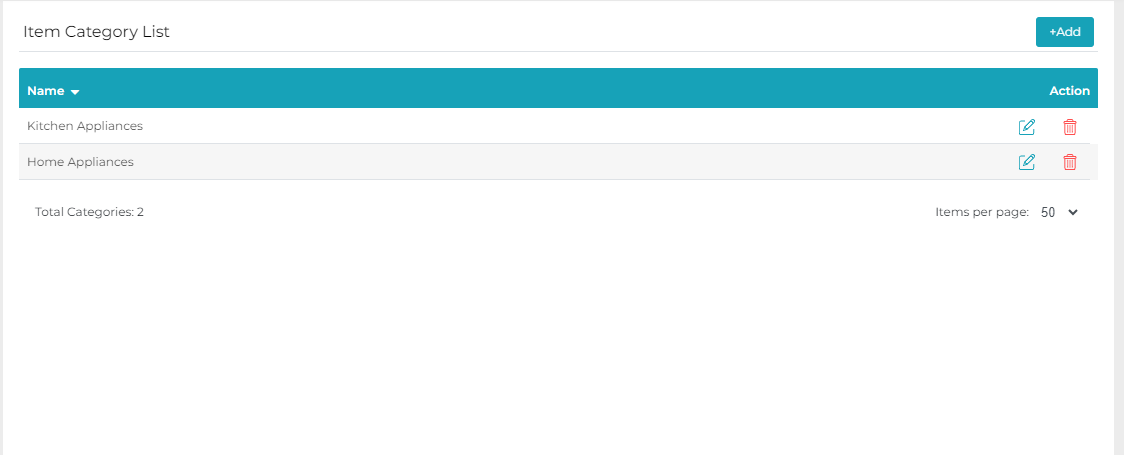 Item Category List
+Add
Name Action
Kitchen Appliances
Home Appliances
Total Categories: 2
Items per page: 50